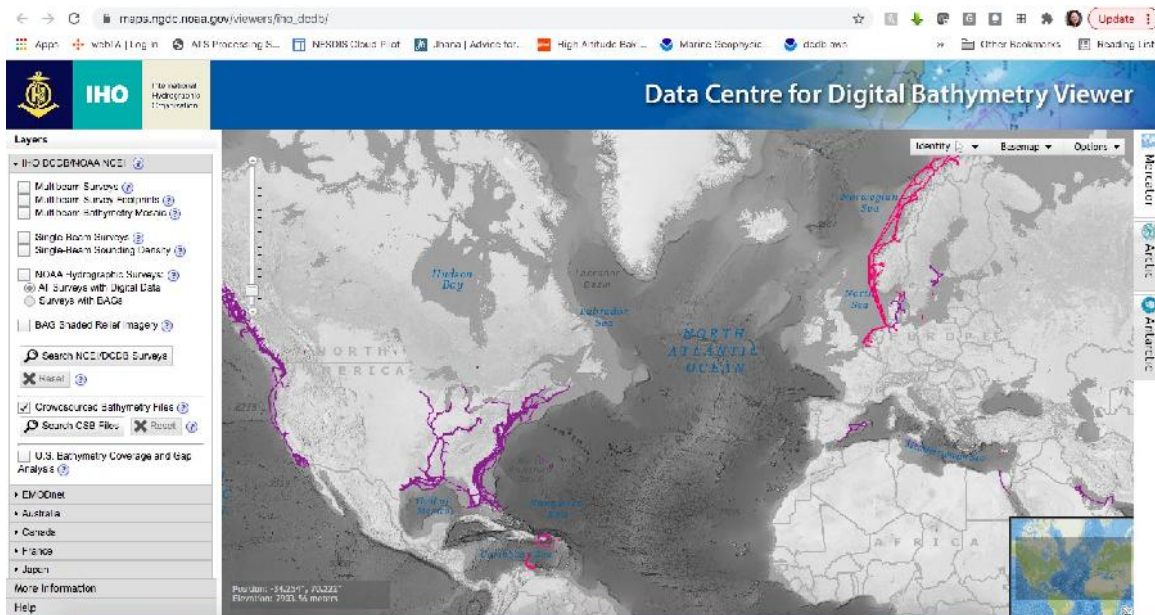 maps.ngdc.noaa.gov/viewers/iho_dcdb/
Update
Apps
Other Bookmarks
Reading List
IHO
International
Hydrographic
Organization
Data Centre for Digital Bathymetry Viewer
Layers
IHO DCDB/NOAA NCEI
Multibeam Surveys
Multibeam Survey Footprints
Multibeam Bathymetry Mosaic
Single-Beam Surveys
Single-Beam Sounding Density
NOAA Hydrographic Surveys:
All Surveys with Digital Data
Surveys with BAGs
BAG Shaded Relief Imagery
Search NCEI/DCDB Surveys
Reset
Crowdsourced Bathymetry Files
Search CSB Files
Reset
U.S. Bathymetry Coverage and Gap
Analysis
EMODnet
Australia
Canada
France
Japan
More Information
Help
Identify
Basemap
Options
Mercator
Arctic
Antarctic
Norwegian
Sea
Hudson
Bay
Labrador
Sea
North
Sea
NORTH
ATLANTIC
OCEAN
NORTH
AMERICA
EUROPE
AFRICA
Caribbean Sea